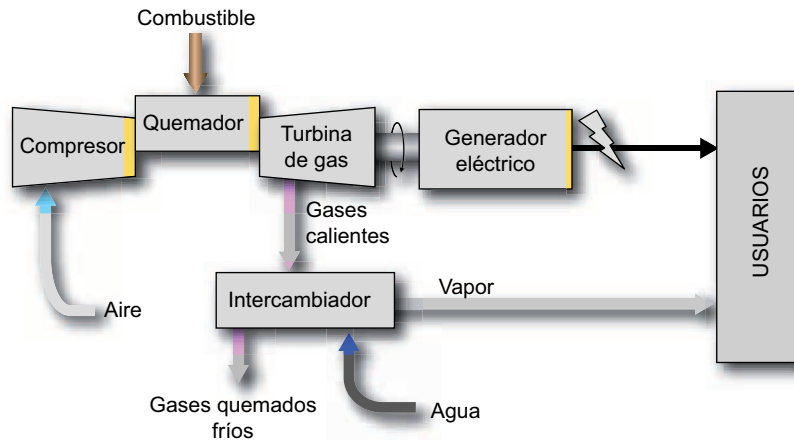 Combustible
Compresor
Quemador
Turbina
de gas
Generador
eléctrico
USUARIOS
Gases
calientes
Aire
Intercambiador
Vapor
Gases quemados
fríos
Agua